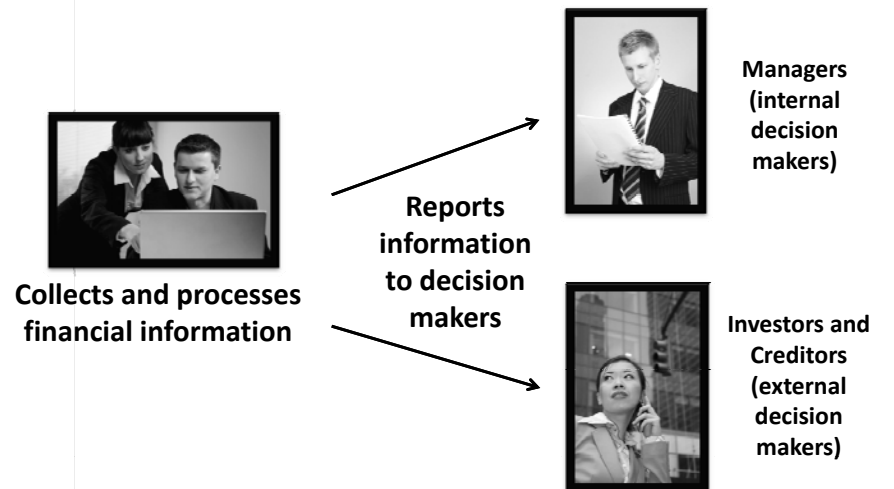 Collects and processes
financial information
Reports
information
to decision
makers
Managers
(internal
decision
makers)
Investors and
Creditors
(external
decision
makers)